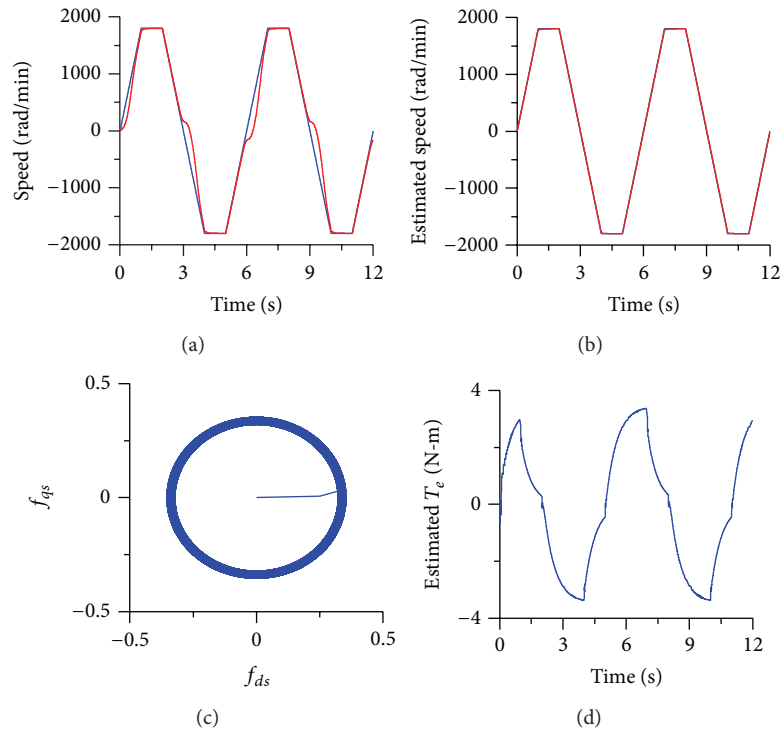 2000
1000
0
−1000
−2000
Speed (rad/min)
0
3
6
9
12
Time (s)
(a)
2000
1000
0
−1000
−2000
Estimated speed (rad/min)
0
3
6
9
12
Time (s)
(b)
0.5
0
−0.5
f_qs
−0.5
0
0.5
f_ds
(c)
4
0
−4
Estimated T_e (N-m)
0
3
6
9
12
Time (s)
(d)